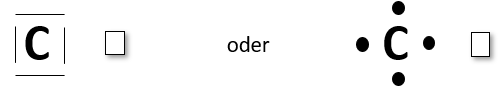 C □ oder C □